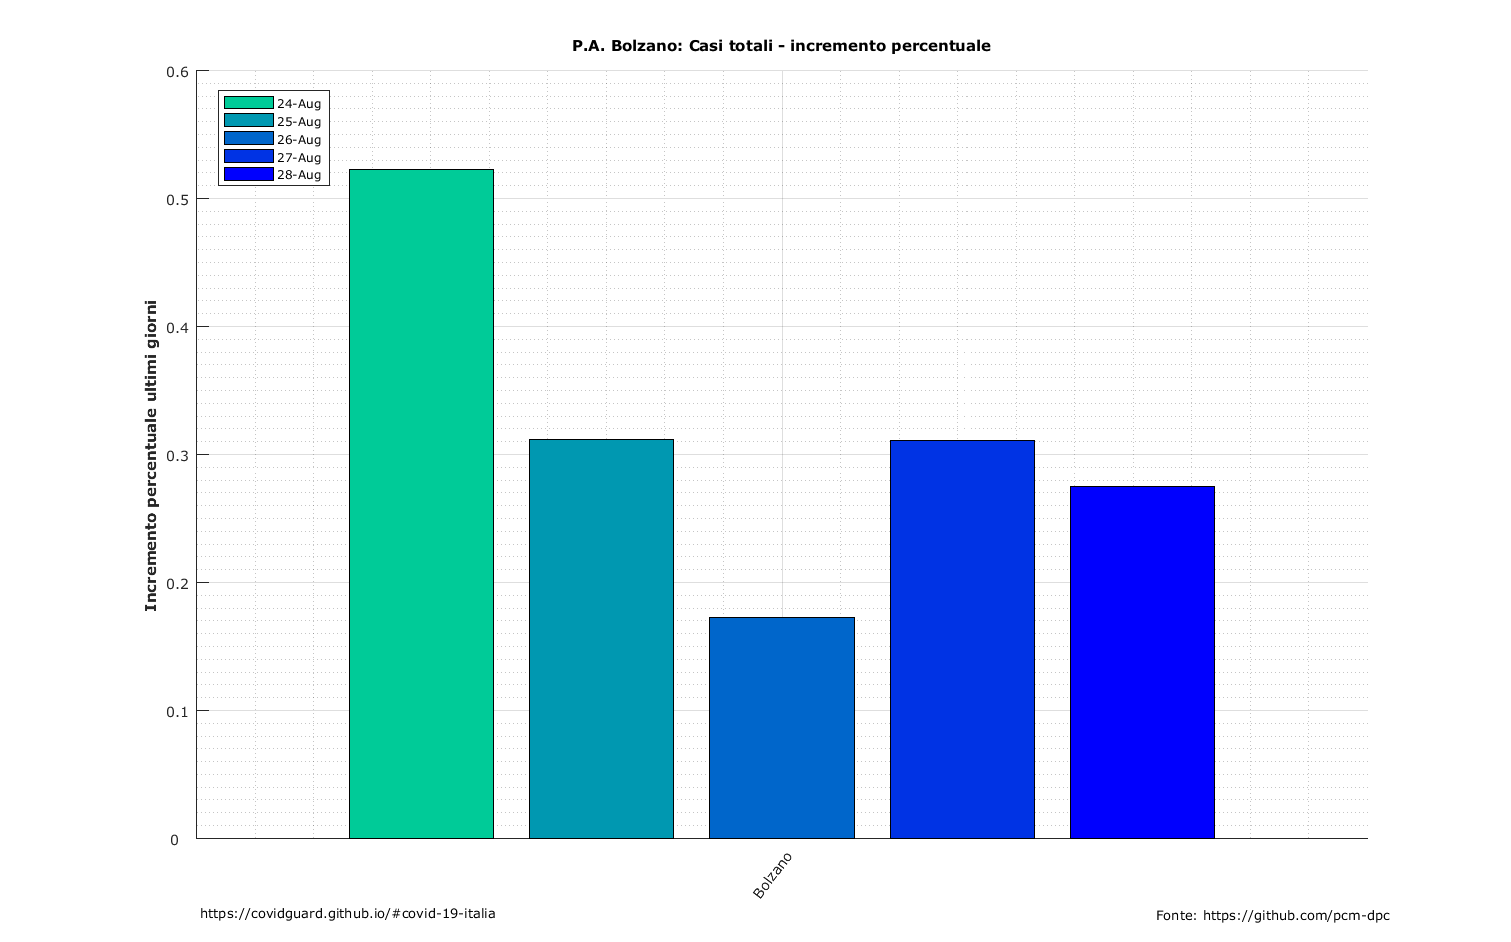 P.A. Bolzano: Casi totali - incremento percentuale
0.6
0.5
0.4
0.3
0.2
0.1
0
Incremento percentuale ultimi giorni
24-Aug
25-Aug
26-Aug
27-Aug
28-Aug
Bolzano
https://covidguard.github.io/#covid-19-italia
Fonte: https://github.com/pcm-dpc